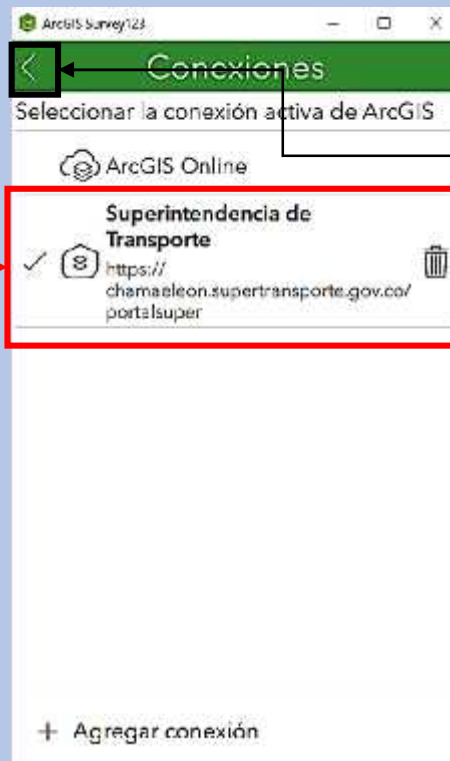 ArcGIS Survey123
Conexiones
Seleccionar la conexión activa de ArcGIS
ArcGIS Online
Superintendencia de
Transporte
https://
chamaeleon.supertransporte.gov.co/
portalsuper
+ Agregar conexión